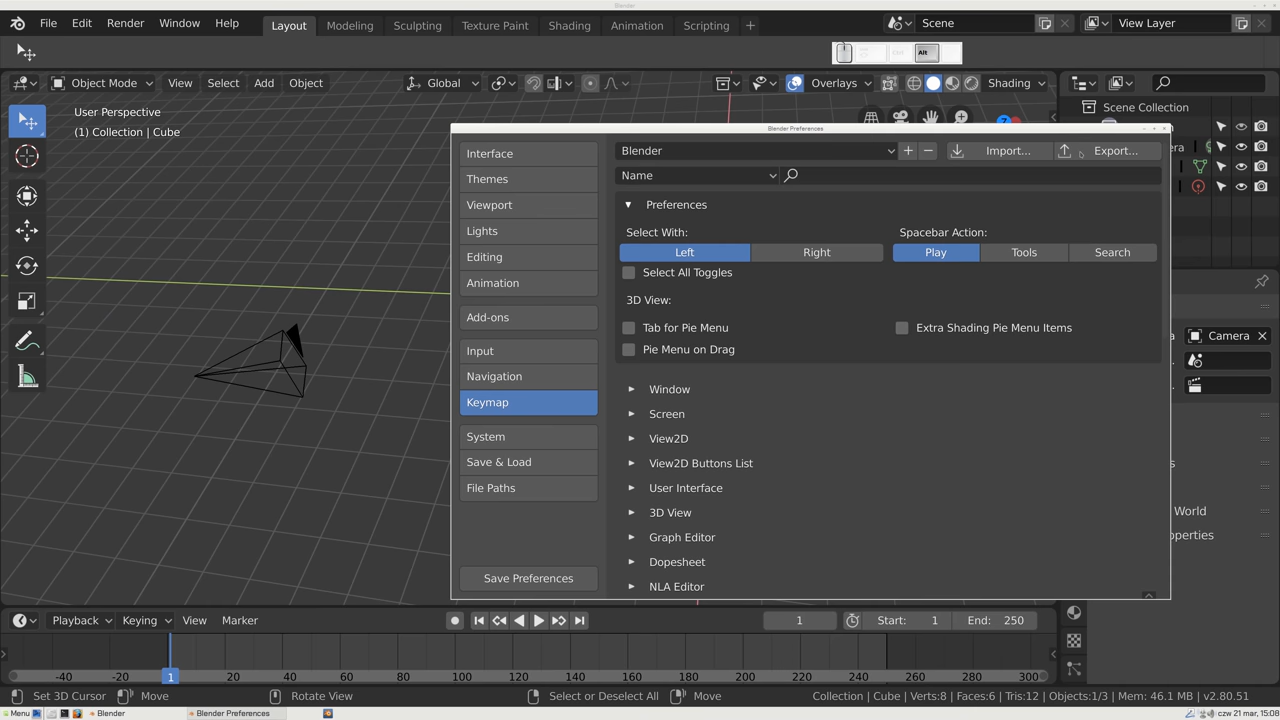 Blender
File Edit Render Window Help Layout Modeling Sculpting Texture Paint Shading Animation Scripting + Scene View Layer
Alt
Object Mode View Select Add Object Global Overlays Shading
User Perspective
(1) Collection | Cube
Scene Collection
Blender Preferences
Interface
Themes
Viewport
Lights
Editing
Animation
Add-ons
Input
Navigation
Keymap
System
Save & Load
File Paths
Save Preferences
Blender + − Import... Export...
Name
Preferences
Select With: Spacebar Action:
Left Right Play Tools Search
Select All Toggles
3D View:
Tab for Pie Menu Extra Shading Pie Menu Items
Pie Menu on Drag
Window
Screen
View2D
View2D Buttons List
User Interface
3D View
Graph Editor
Dopesheet
NLA Editor
era
Camera
World
operties
Playback Keying View Marker 1 Start: 1 End: 250
-40 -20 1 20 40 60 80 100 120 140 160 180 200 220 240 260 280 300
Set 3D Cursor Move Rotate View Select or Deselect All Move Collection | Cube | Verts:8 | Faces:6 | Tris:12 | Objects:1/3 | Mem: 46.1 MB | v2.80.51
Menu Blender Blender Preferences czw 21 mar, 15:08